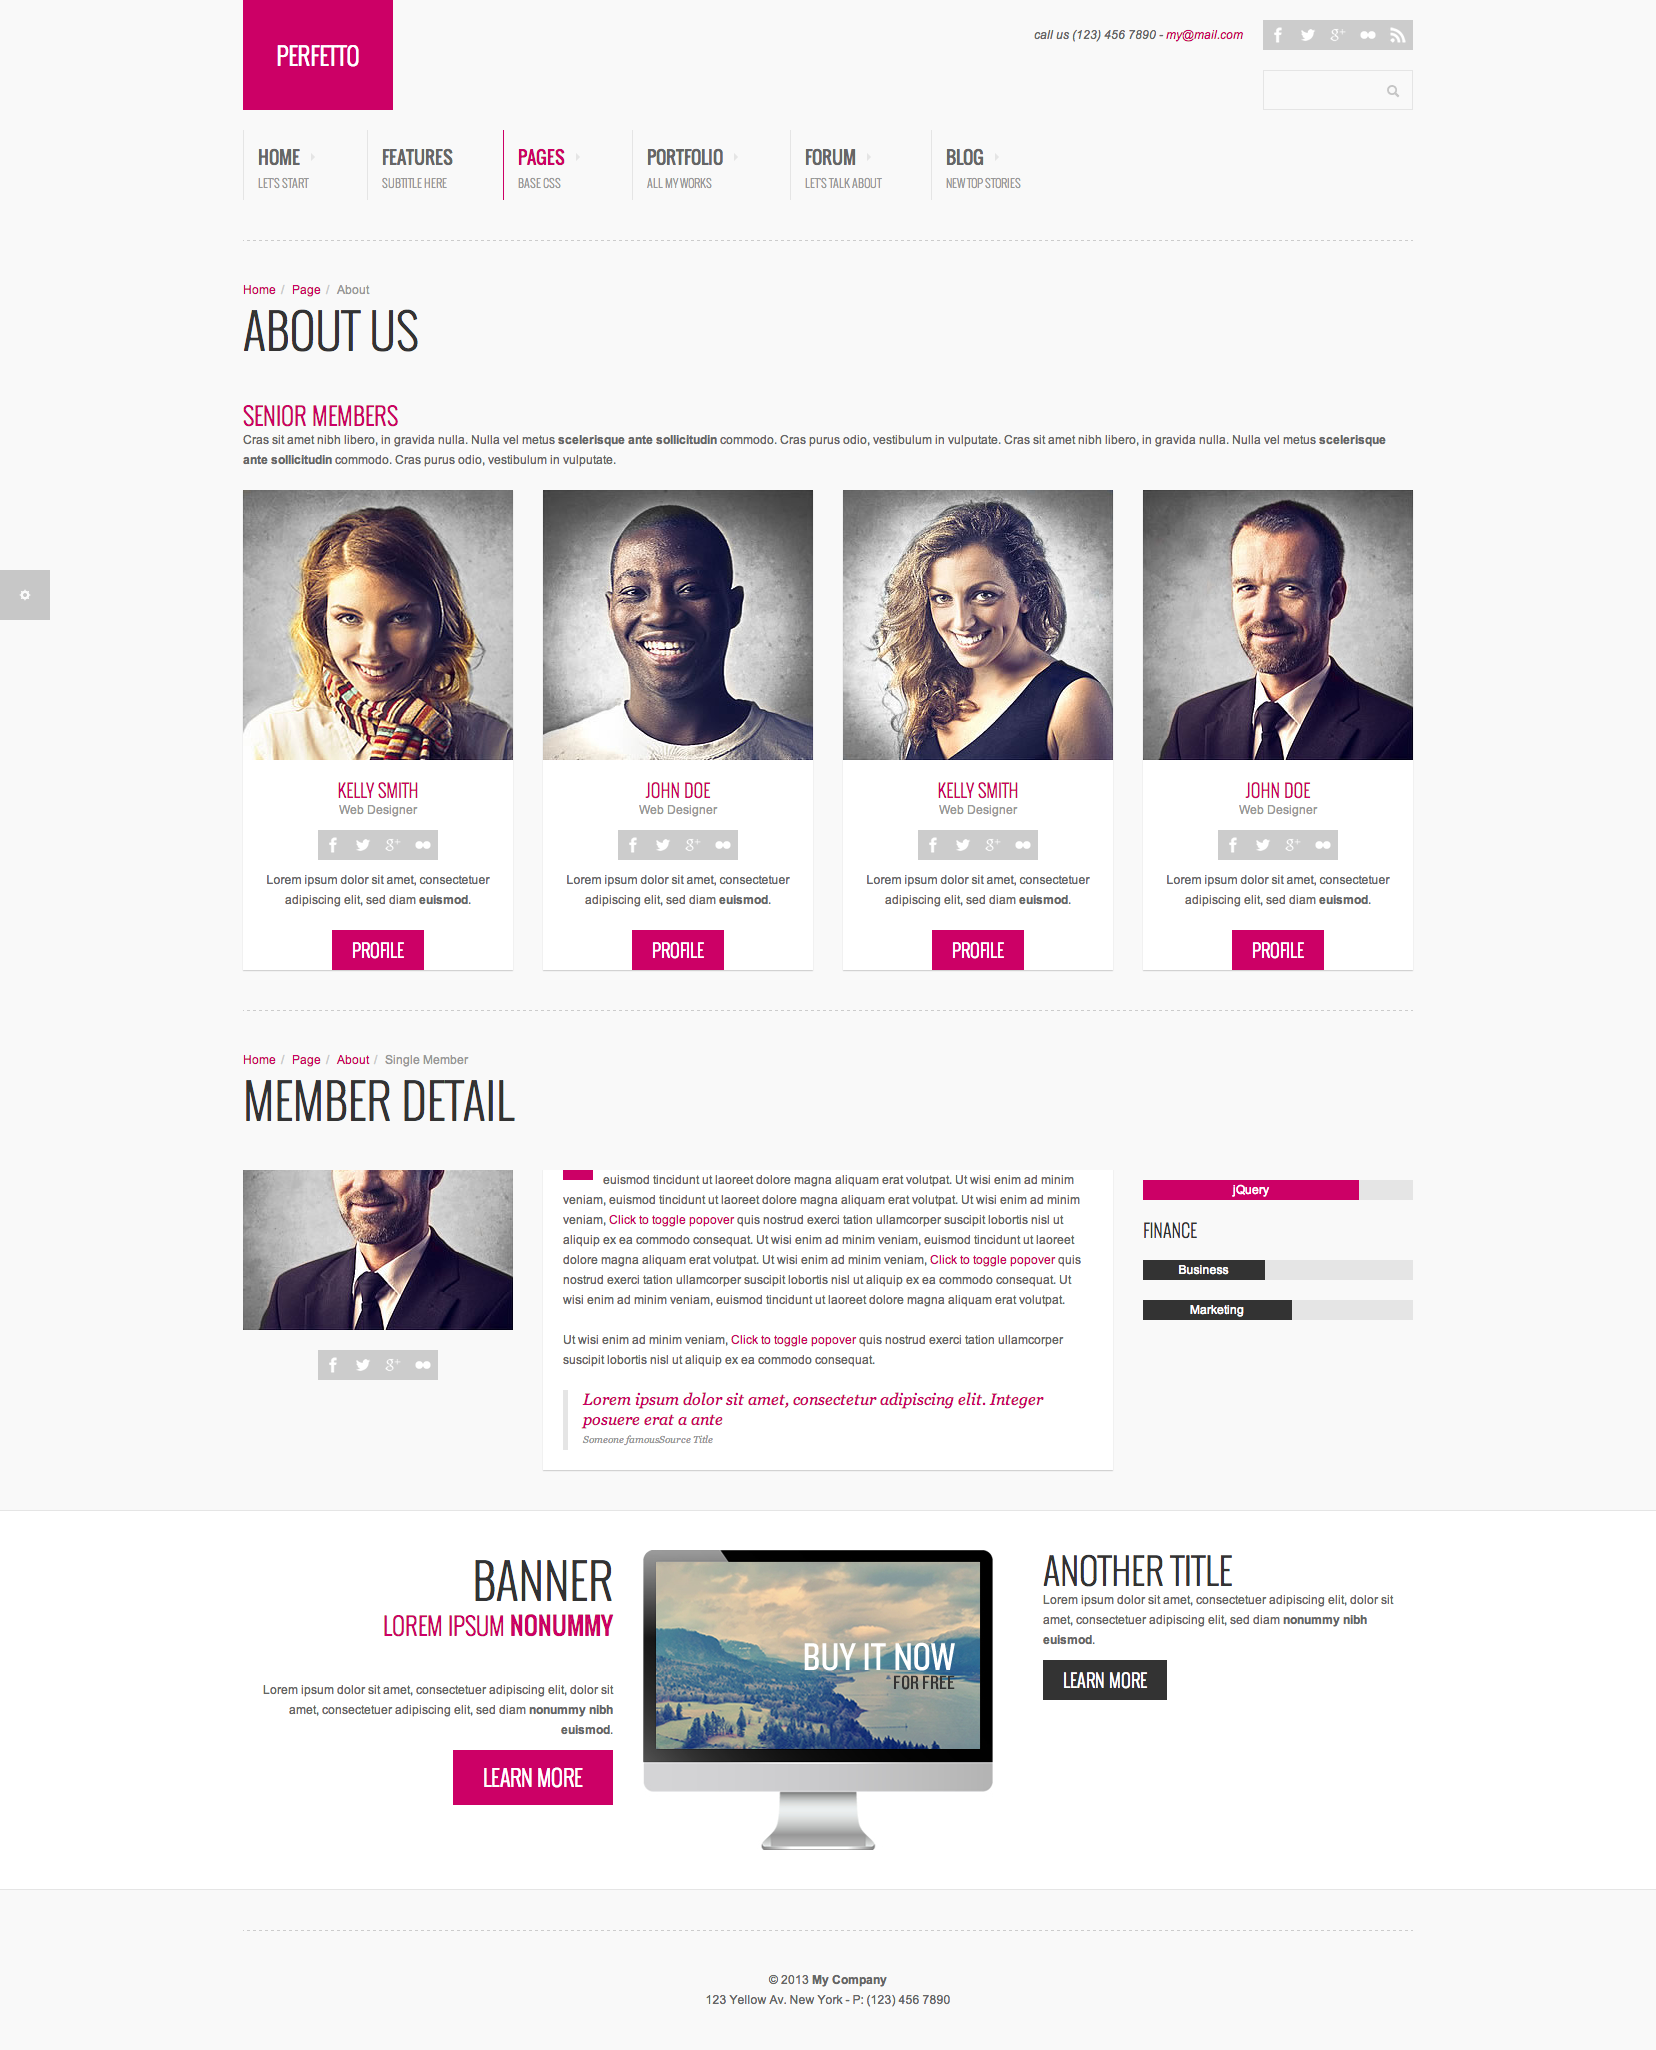 PERFETTO
call us (123) 456 7890 - my@mail.com
HOME
FEATURES
PAGES
PORTFOLIO
FORUM
BLOG
LET'S START
SUBTITLE HERE
BASE CSS
ALL MY WORKS
LET'S TALK ABOUT
NEW TOP STORIES
Home / Page / About
ABOUT US
SENIOR MEMBERS
Cras sit amet nibh libero, in gravida nulla. Nulla vel metus scelerisque ante sollicitudin commodo. Cras purus odio, vestibulum in vulputate. Cras sit amet nibh libero, in gravida nulla. Nulla vel metus scelerisque
ante sollicitudin commodo. Cras purus odio, vestibulum in vulputate.
KELLY SMITH
Web Designer
Lorem ipsum dolor sit amet, consectetuer
adipiscing elit, sed diam euismod.
PROFILE
JOHN DOE
Web Designer
Lorem ipsum dolor sit amet, consectetuer
adipiscing elit, sed diam euismod.
PROFILE
KELLY SMITH
Web Designer
Lorem ipsum dolor sit amet, consectetuer
adipiscing elit, sed diam euismod.
PROFILE
JOHN DOE
Web Designer
Lorem ipsum dolor sit amet, consectetuer
adipiscing elit, sed diam euismod.
PROFILE
Home / Page / About / Single Member
MEMBER DETAIL
euismod tincidunt ut laoreet dolore magna aliquam erat volutpat. Ut wisi enim ad minim
veniam, euismod tincidunt ut laoreet dolore magna aliquam erat volutpat. Ut wisi enim ad minim
veniam, Click to toggle popover quis nostrud exerci tation ullamcorper suscipit lobortis nisl ut
aliquip ex ea commodo consequat. Ut wisi enim ad minim veniam, euismod tincidunt ut laoreet
dolore magna aliquam erat volutpat. Ut wisi enim ad minim veniam, Click to toggle popover quis
nostrud exerci tation ullamcorper suscipit lobortis nisl ut aliquip ex ea commodo consequat. Ut
wisi enim ad minim veniam, euismod tincidunt ut laoreet dolore magna aliquam erat volutpat.
Ut wisi enim ad minim veniam, Click to toggle popover quis nostrud exerci tation ullamcorper
suscipit lobortis nisl ut aliquip ex ea commodo consequat.
Lorem ipsum dolor sit amet, consectetur adipiscing elit. Integer
posuere erat a ante
Someone famousSource Title
jQuery
FINANCE
Business
Marketing
BANNER
LOREM IPSUM NONUMMY
Lorem ipsum dolor sit amet, consectetuer adipiscing elit, dolor sit
amet, consectetuer adipiscing elit, sed diam nonummy nibh
euismod.
LEARN MORE
BUY IT NOW
FOR FREE
ANOTHER TITLE
Lorem ipsum dolor sit amet, consectetuer adipiscing elit, dolor sit
amet, consectetuer adipiscing elit, sed diam nonummy nibh
euismod.
LEARN MORE
© 2013 My Company
123 Yellow Av. New York - P: (123) 456 7890